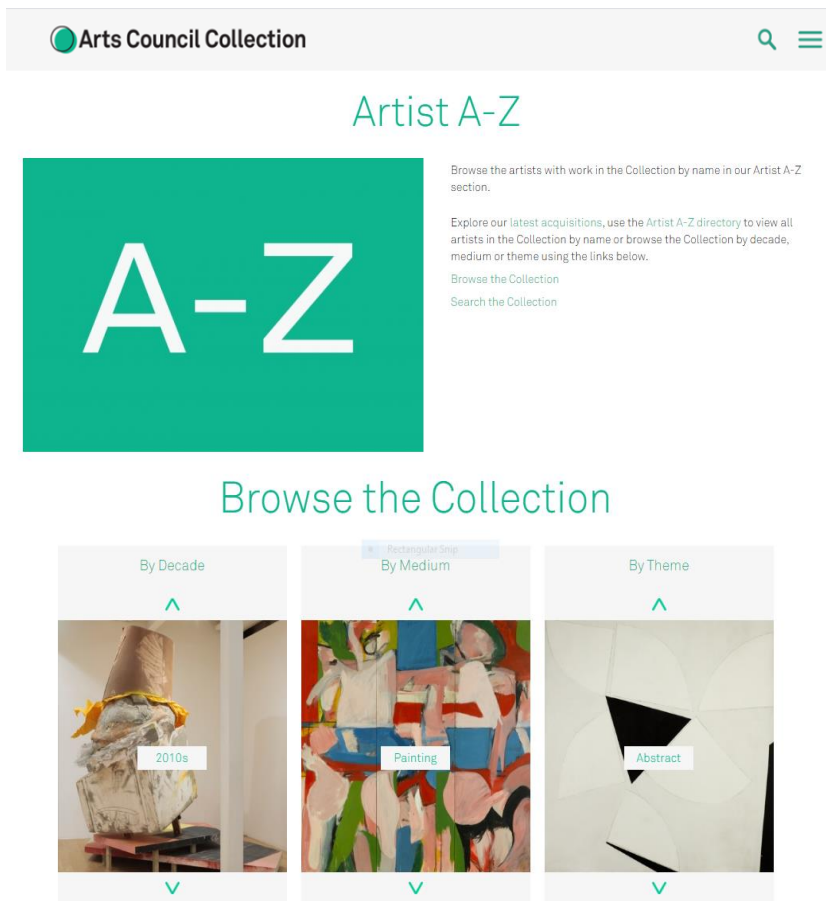 Arts Council Collection
Artist A-Z
A-Z
Browse the artists with work in the Collection by name in our Artist A-Z
section.
Explore our latest acquisitions, use the Artist A-Z directory to view all
artists in the Collection by name or browse the Collection by decade,
medium or theme using the links below.
Browse the Collection
Search the Collection
Browse the Collection
Rectangular Snip
By Decade
By Medium
By Theme
2010s
Painting
Abstract